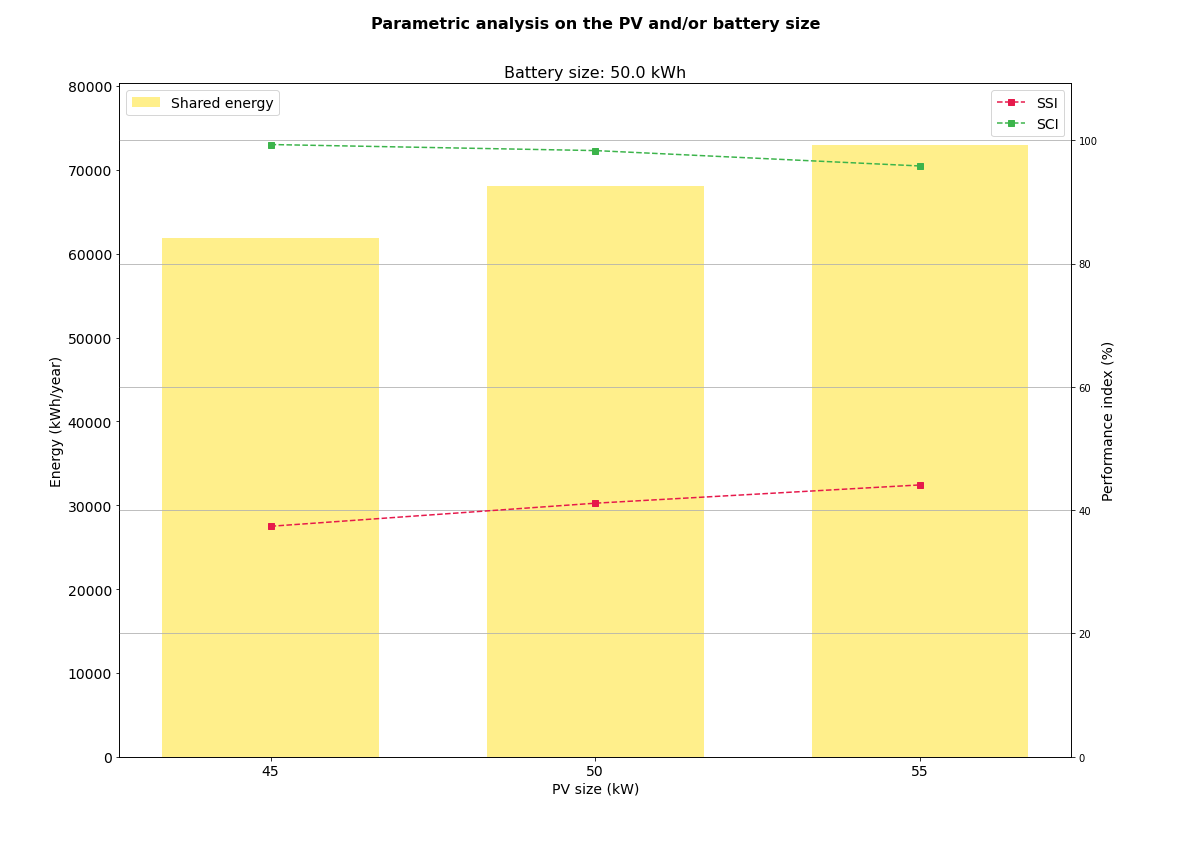 Parametric analysis on the PV and/or battery size
Battery size: 50.0 kWh
Shared energy
SSI
SCI
Energy (kWh/year)
80000
70000
60000
50000
40000
30000
20000
10000
0
Performance index (%)
100
80
60
40
20
0
45
50
55
PV size (kW)